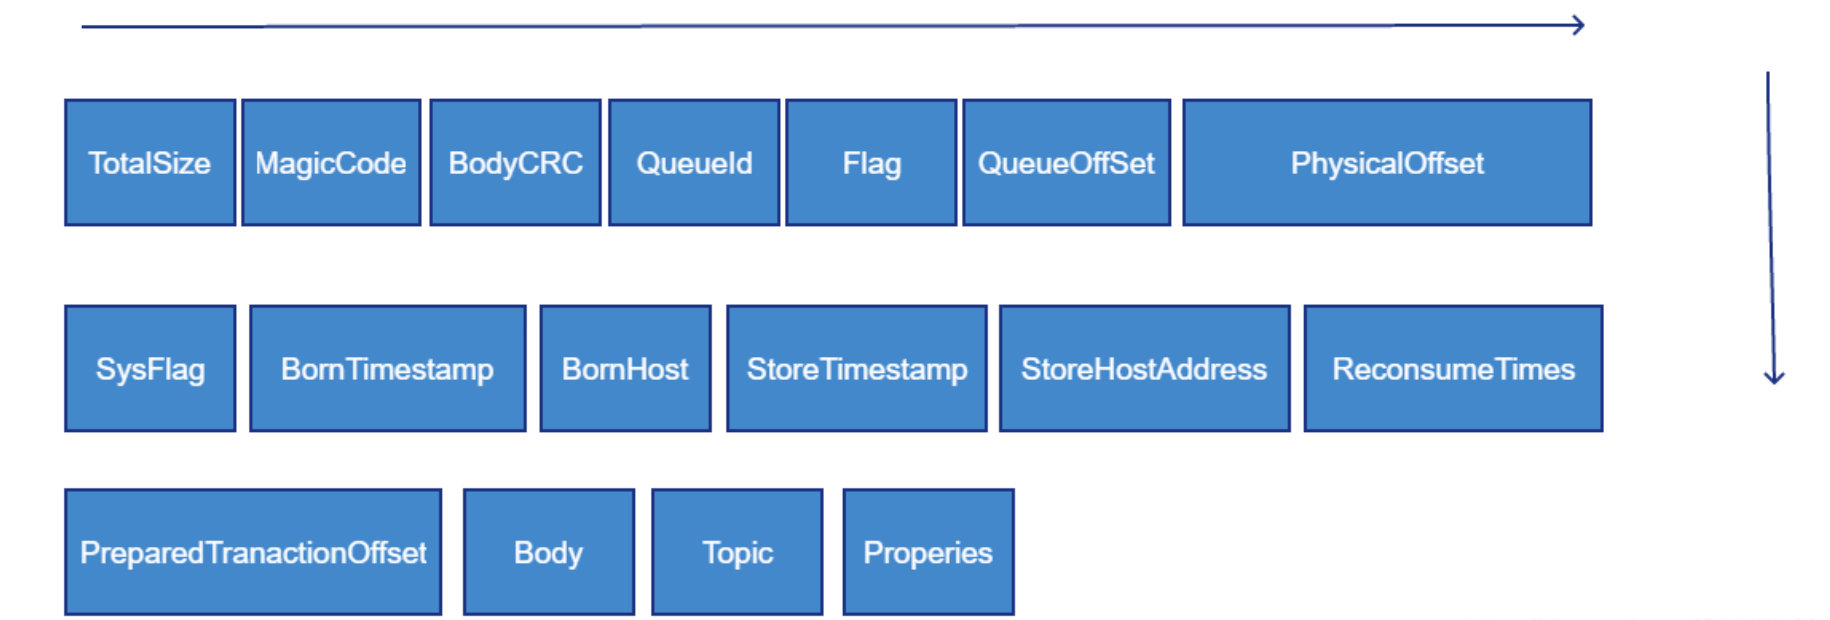 TotalSize MagicCode BodyCRC QueueId Flag QueueOffSet PhysicalOffset
SysFlag BornTimestamp BornHost StoreTimestamp StoreHostAddress ReconsumeTimes
PreparedTranactionOffset Body Topic Properies